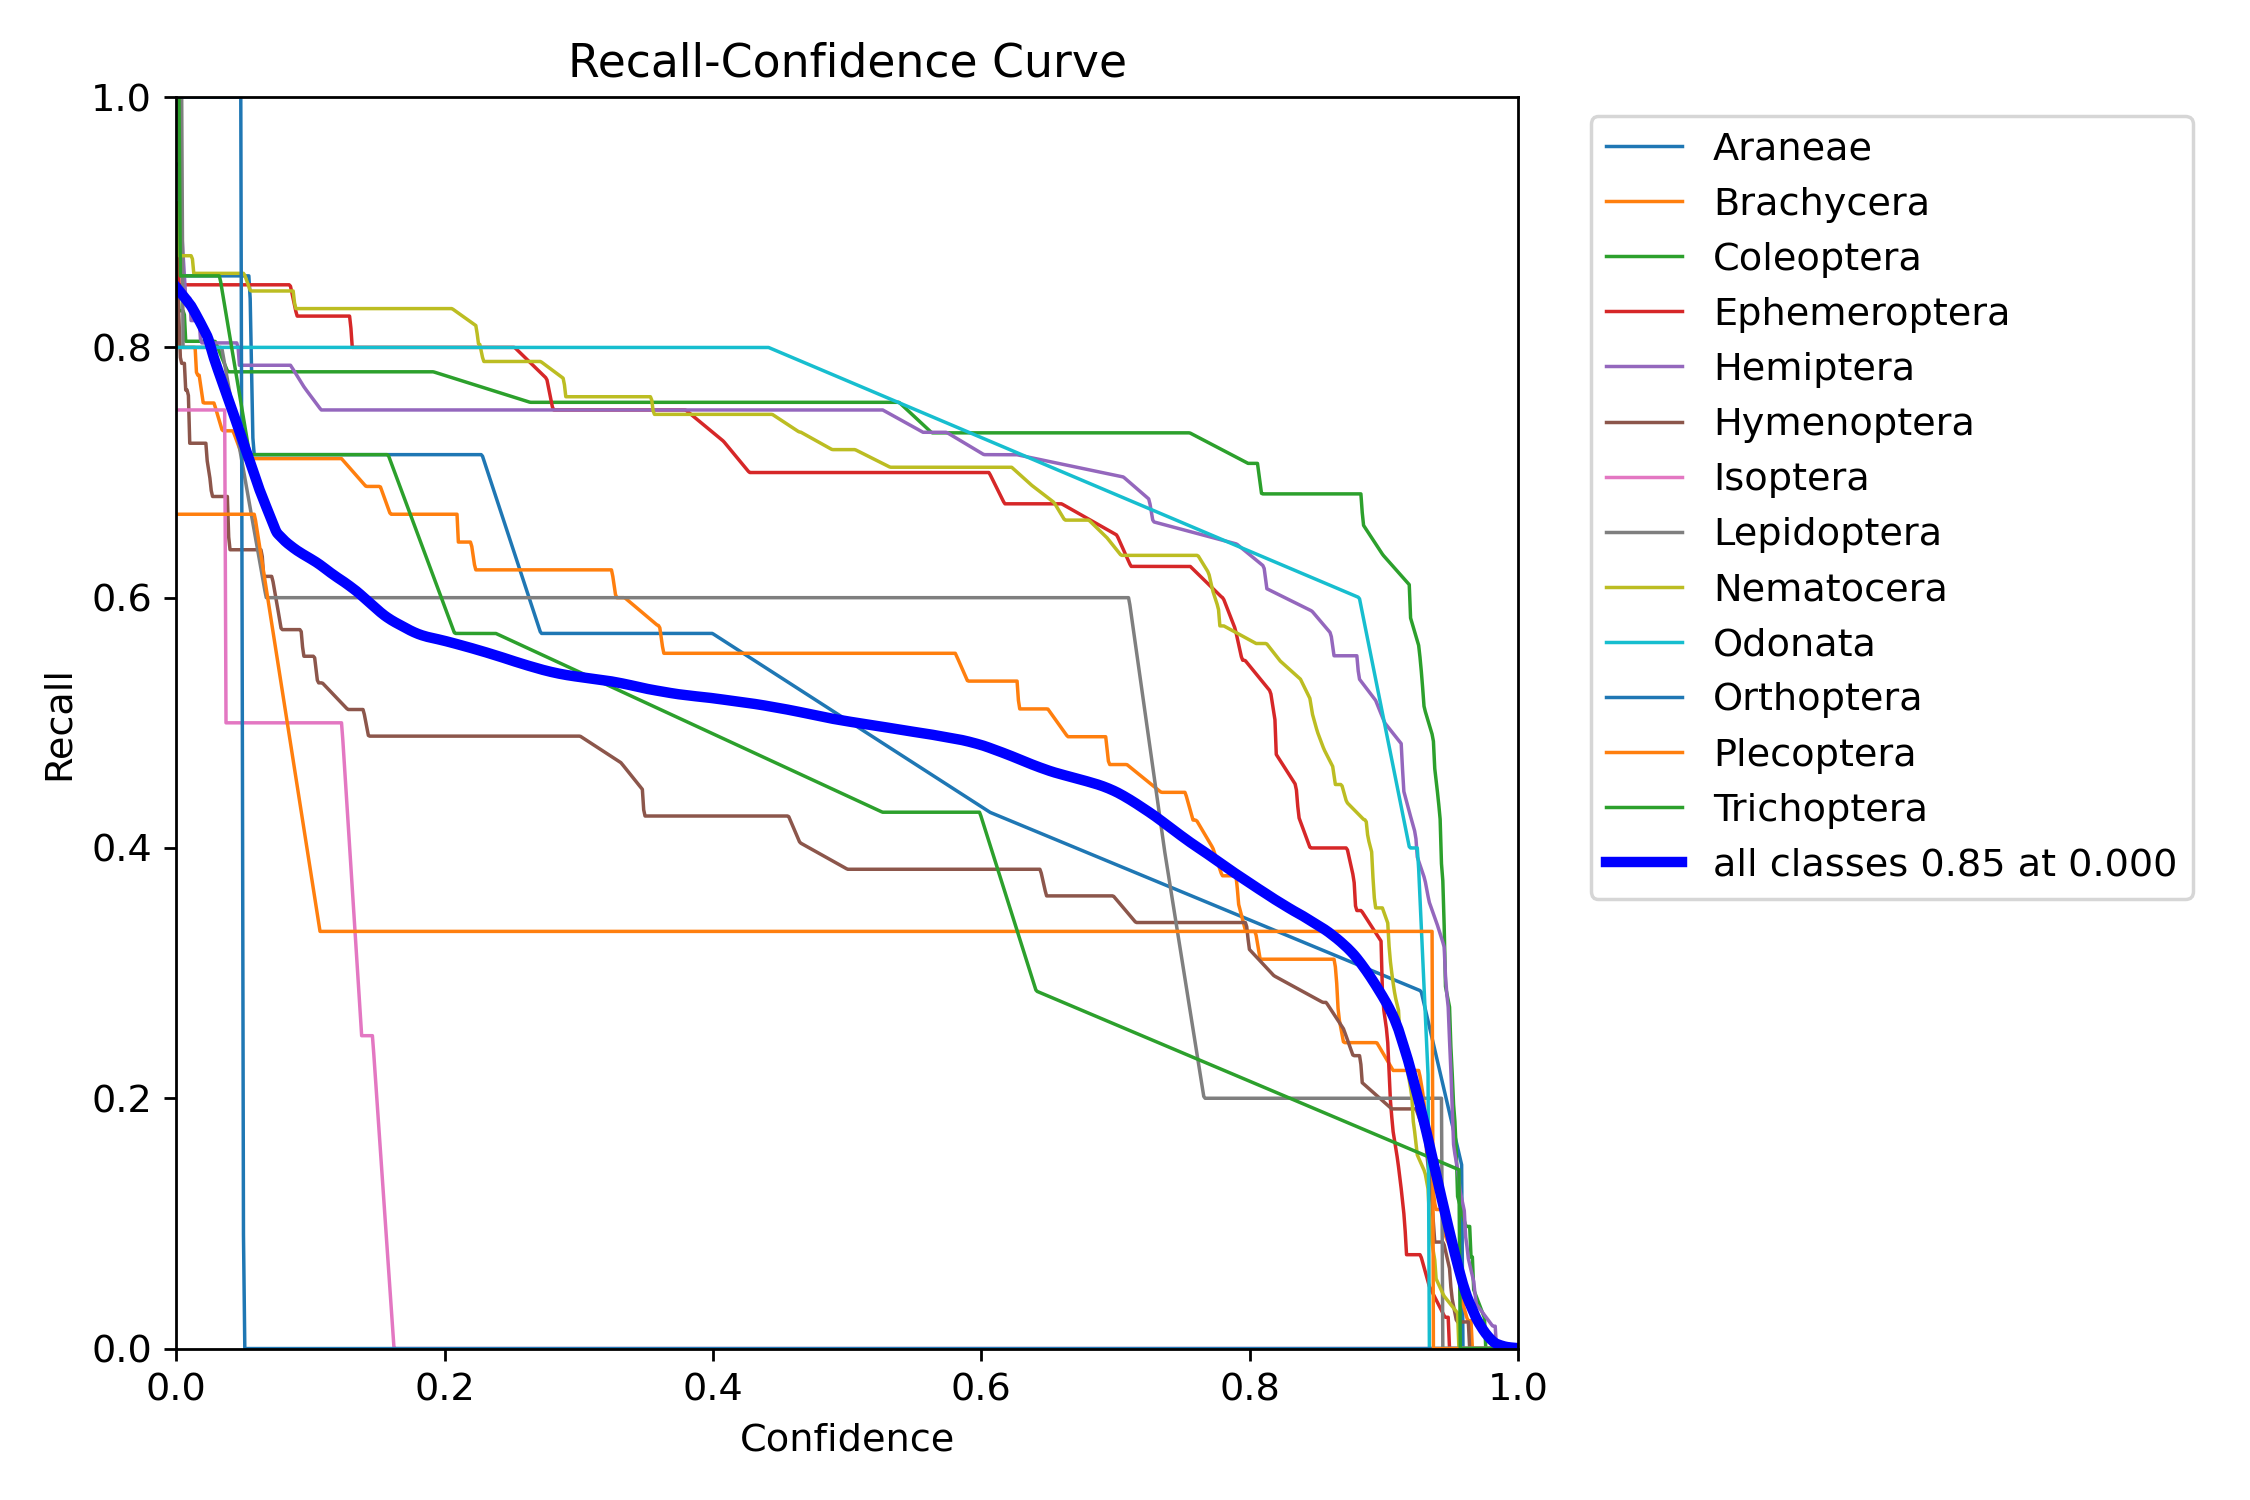 Recall-Confidence Curve
1.0
0.8
0.6
0.4
0.2
0.0
Recall
0.0 0.2 0.4 0.6 0.8 1.0
Confidence
Araneae
Brachycera
Coleoptera
Ephemeroptera
Hemiptera
Hymenoptera
Isoptera
Lepidoptera
Nematocera
Odonata
Orthoptera
Plecoptera
Trichoptera
all classes 0.85 at 0.000